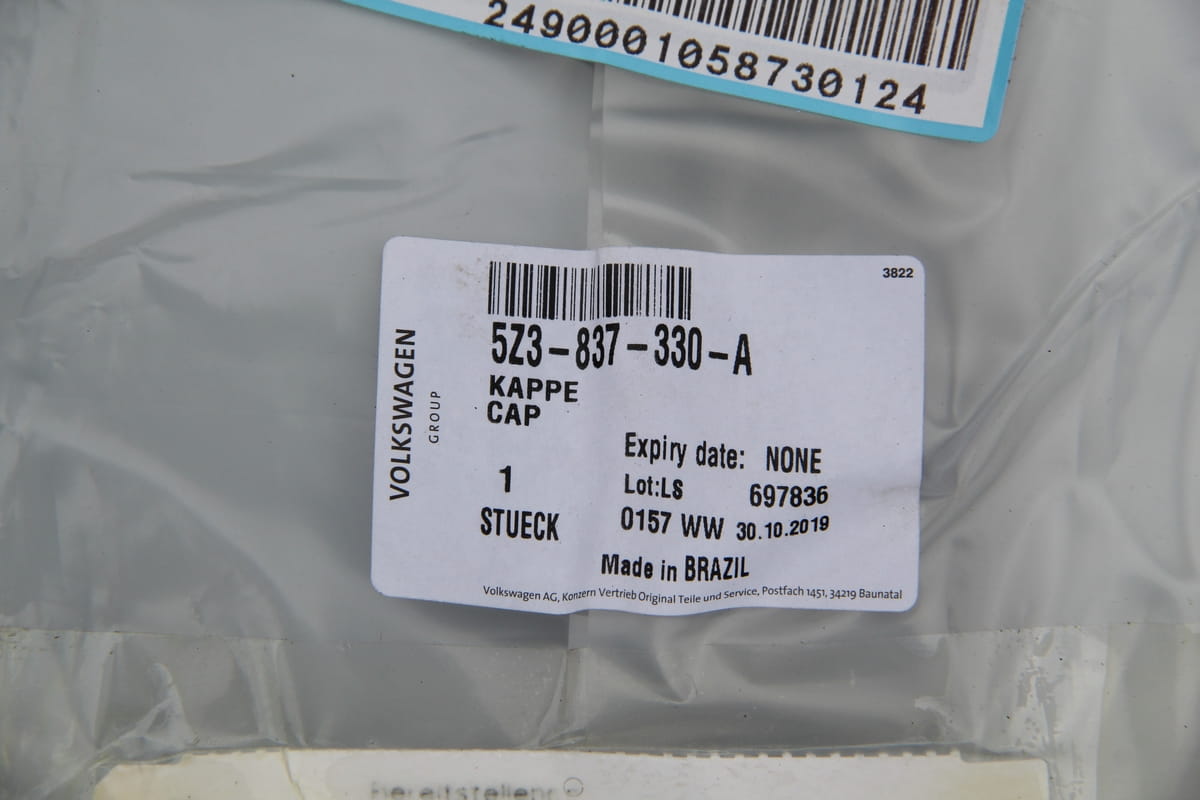 2490001058730124
3822
VOLKSWAGEN
GROUP
5Z3-837-330-A
KAPPE
CAP
Expiry date: NONE
1
Lot:LS 697836
STUECK
0157 WW 30.10.2019
Made in BRAZIL
Volkswagen AG, Konzern Vertrieb Original Teile und Service, Postfach 1451, 34219 Baunatal